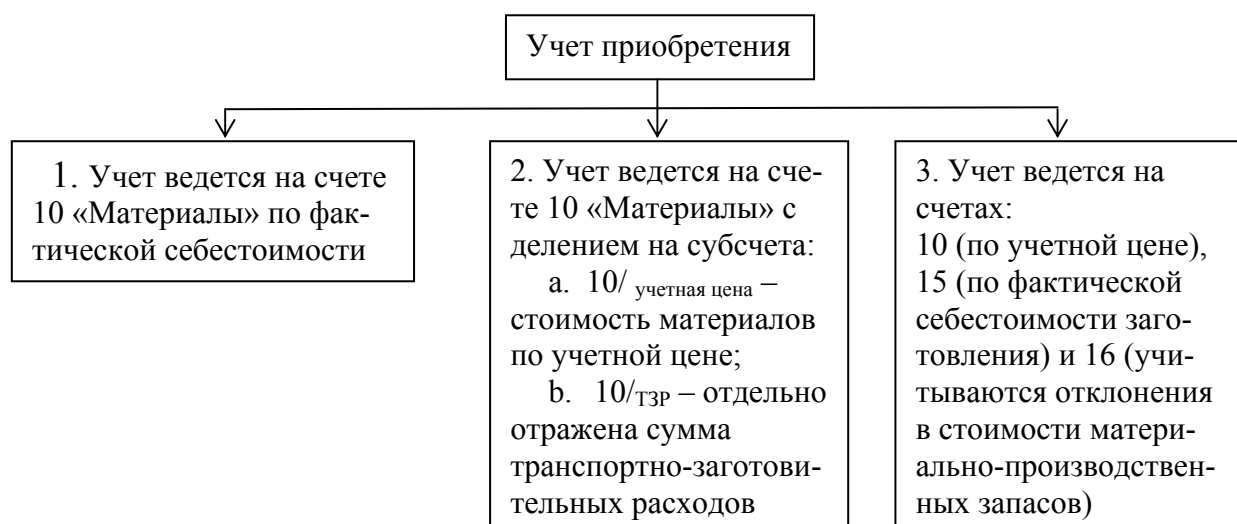 Учет приобретения
1. Учет ведется на счете
10 «Материалы» по фак-
тической себестоимости
2. Учет ведется на сче-
те 10 «Материалы» с
делением на субсчета:
a. 10/ учетная цена –
стоимость материалов
по учетной цене;
b. 10/ТЗР – отдельно
отражена сумма
транспортно-заготови-
тельных расходов
3. Учет ведется на
счетах:
10 (по учетной цене),
15 (по фактической
себестоимости заго-
товления) и 16 (учи-
тываются отклонения
в стоимости матери-
ально-производствен-
ных запасов)